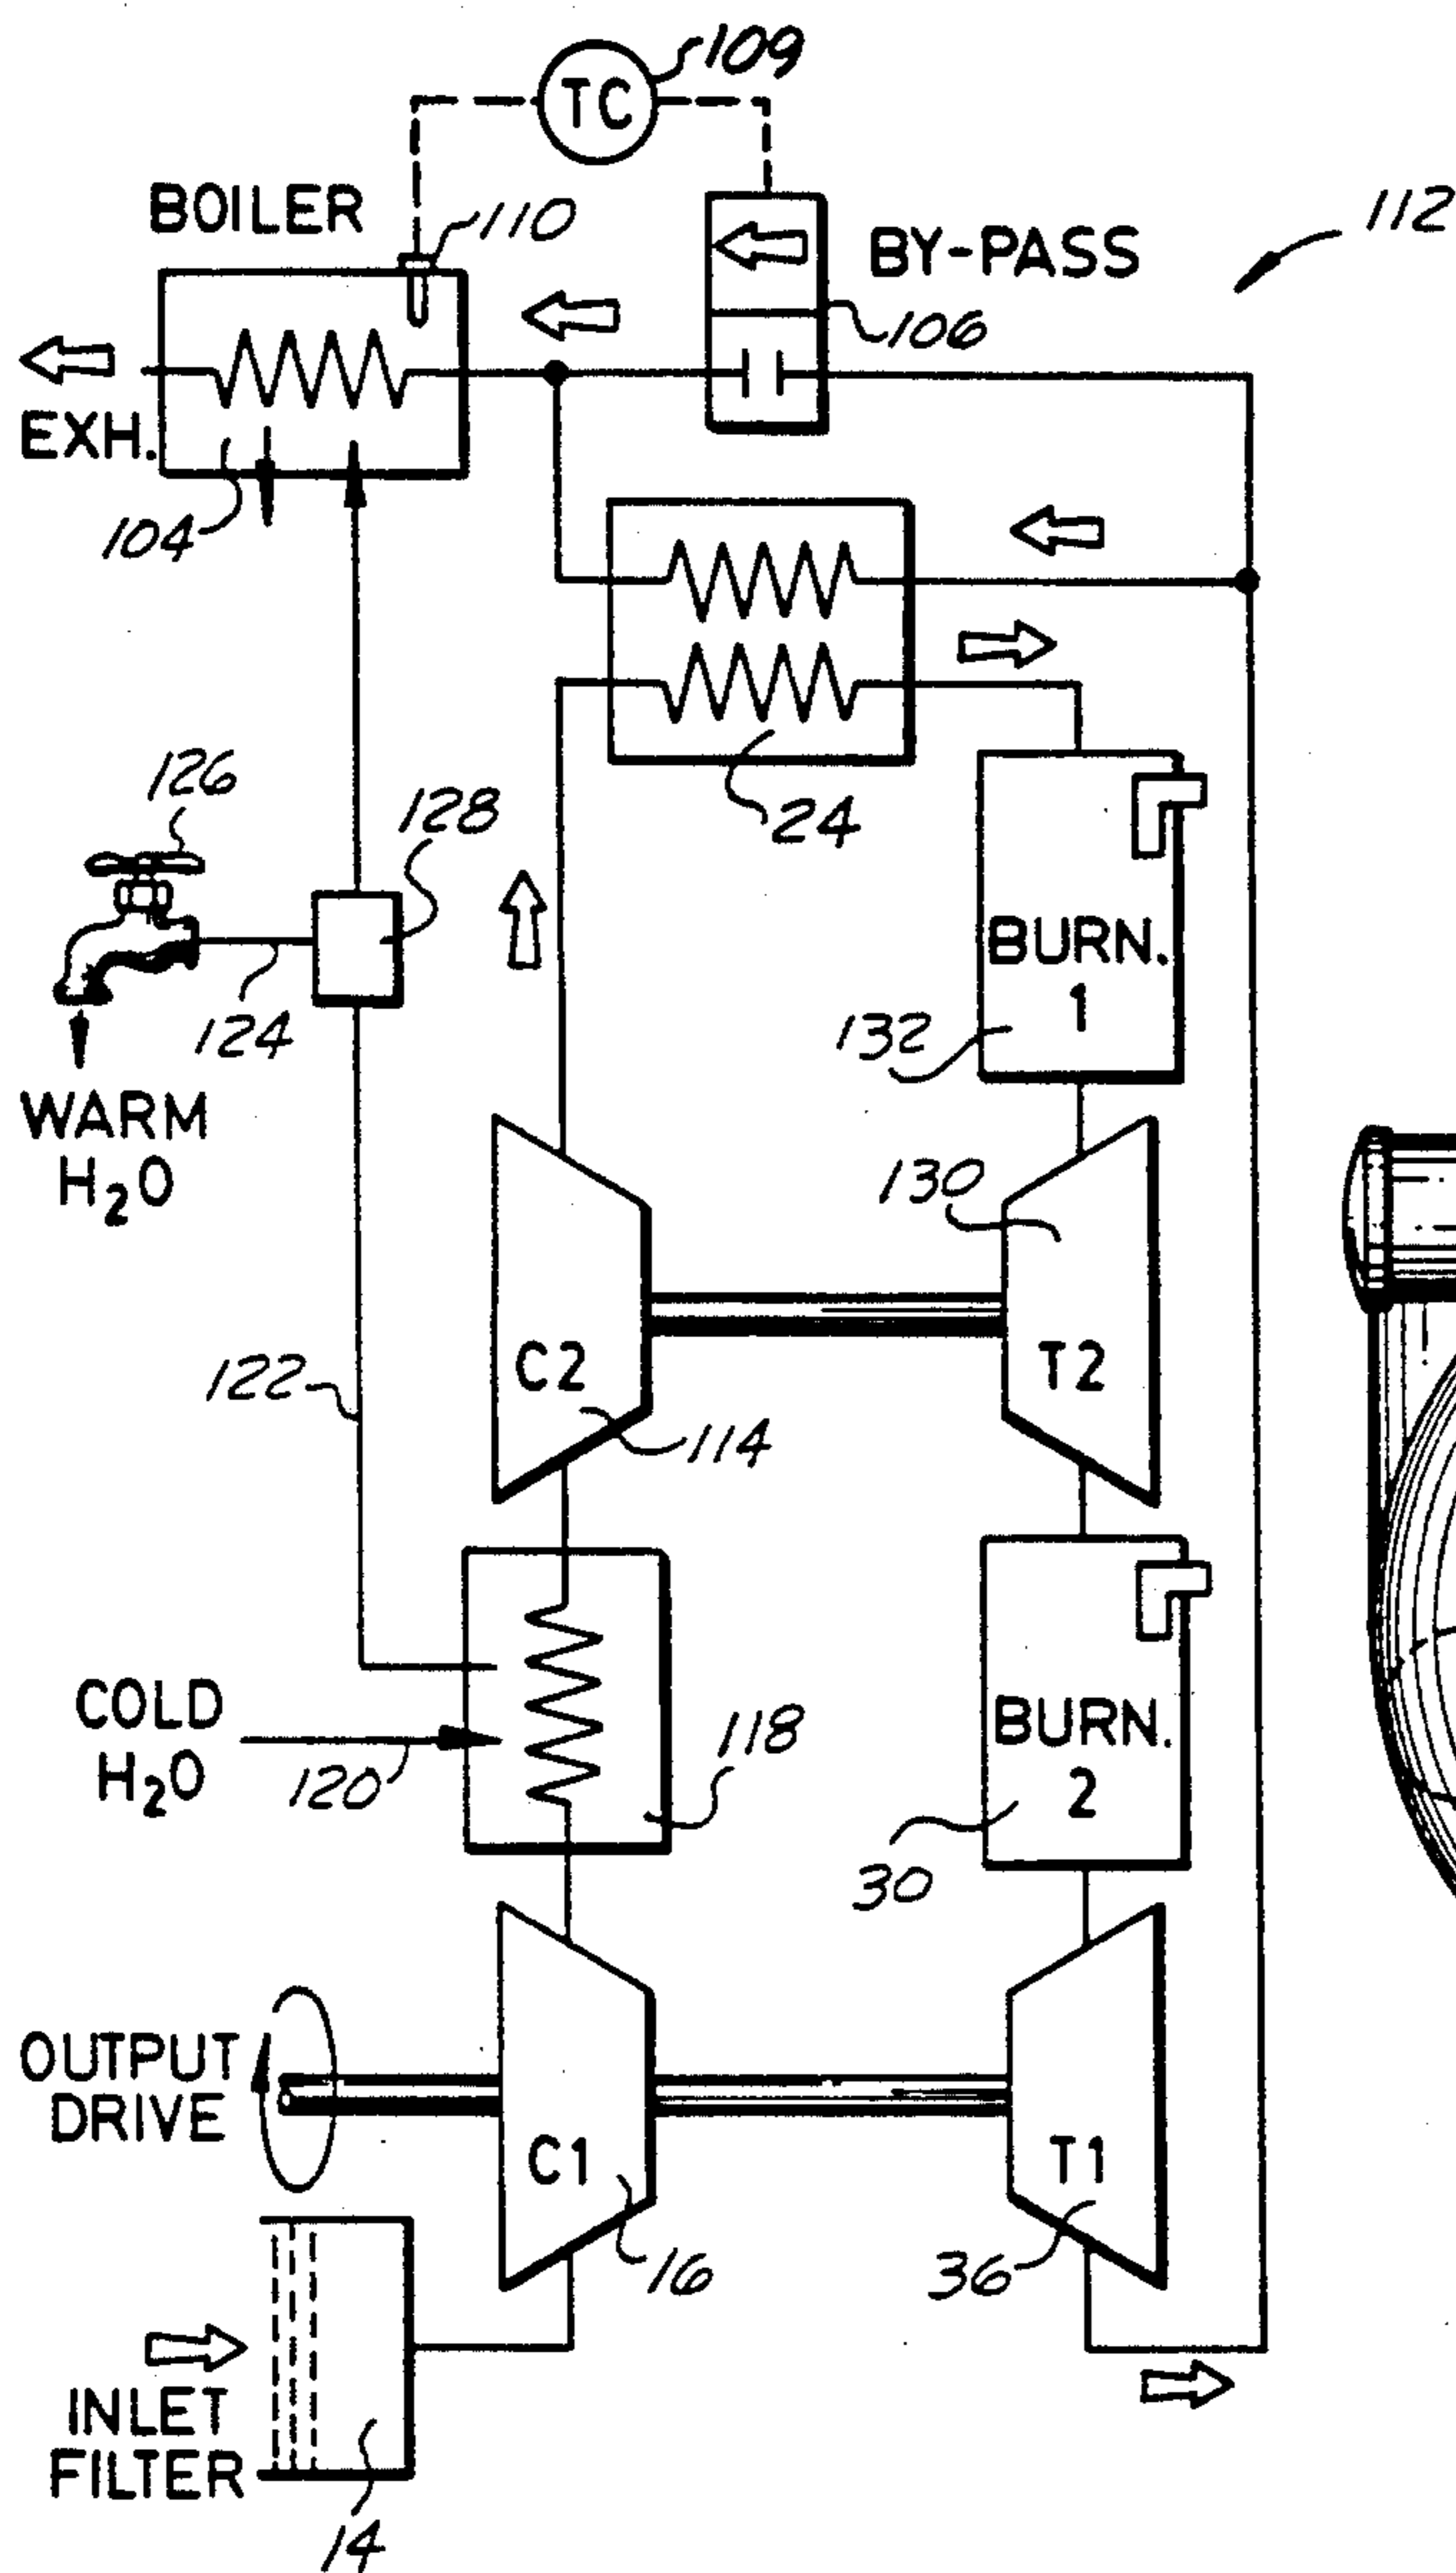 109
TC
112
BOILER
110
BY-PASS
106
EXH.
104
24
126
128
BURN.
1
132
124
WARM
H₂O
130
C2
T2
122
114
COLD
H₂O
120
118
BURN.
2
30
OUTPUT
DRIVE
C1
T1
16
36
INLET
FILTER
14